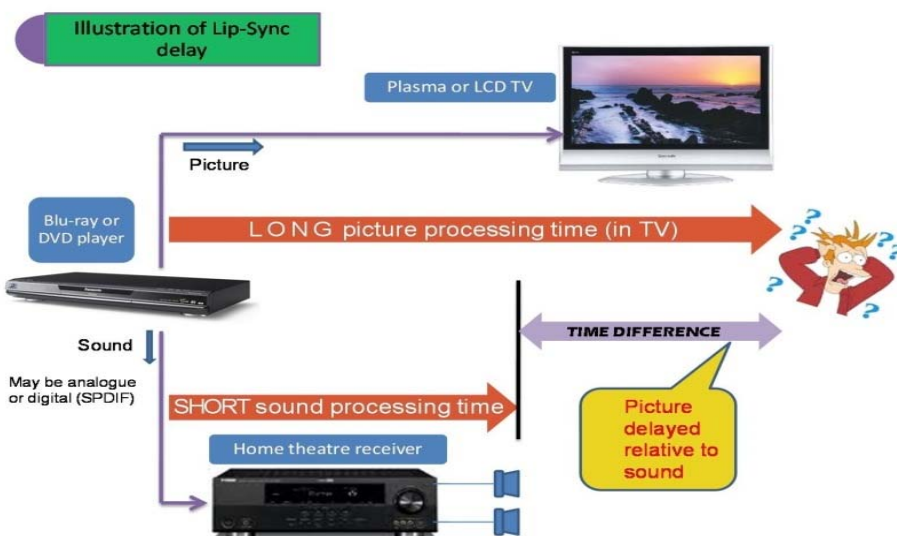 Illustration of Lip-Sync
delay
Plasma or LCD TV
Picture
Blu-ray or
DVD player
LONG picture processing time (in TV)
? ? ? ? ? ?
TIME DIFFERENCE
Sound
May be analogue
or digital (SPDIF)
SHORT sound processing time
Picture
delayed
relative to
sound
Home theatre receiver